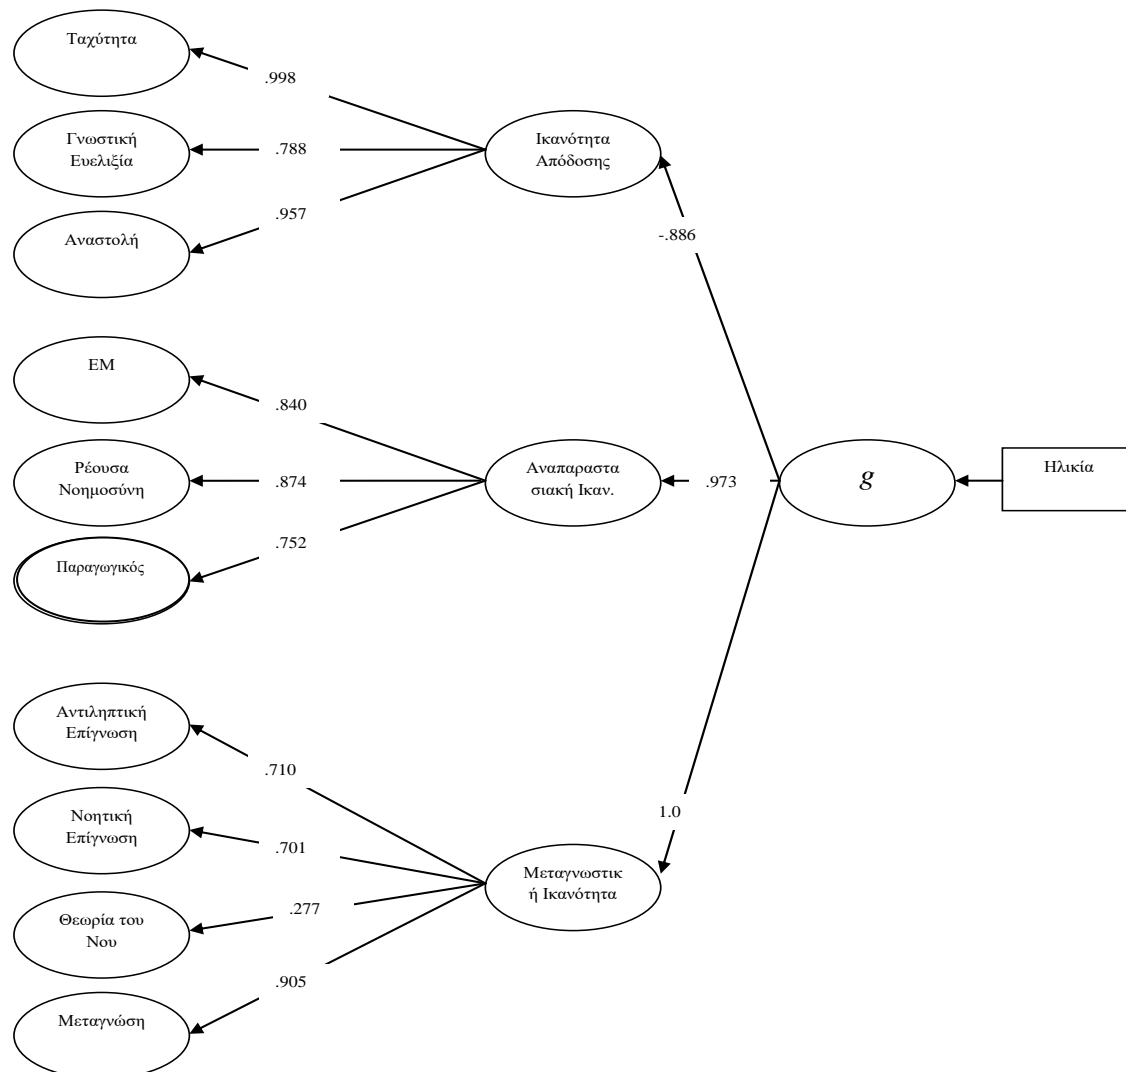 Ταχύτητα
.998
Γνωστική
Ευελιξία
.788
Ικανότητα
Απόδοσης
.957
Αναστολή
-.886
ΕΜ
.840
Ρέουσα
Νοημοσύνη
.874
Αναπαραστα
σιακή Ικαν.
.973
g
Ηλικία
.752
Παραγωγικός
Αντιληπτική
Επίγνωση
.710
Νοητική
Επίγνωση
.701
1.0
Μεταγνωστικ
ή Ικανότητα
.277
Θεωρία του
Νου
.905
Μεταγνώση